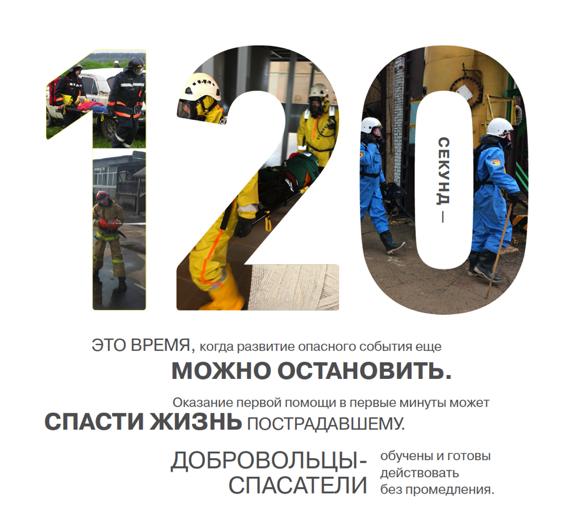 120
СЕКУНД —
ЭТО ВРЕМЯ, когда развитие опасного события еще
МОЖНО ОСТАНОВИТЬ.
Оказание первой помощи в первые минуты может
СПАСТИ ЖИЗНЬ ПОСТРАДАВШЕМУ.
ДОБРОВОЛЬЦЫ-
СПАСАТЕЛИ
обучены и готовы
действовать
без промедления.